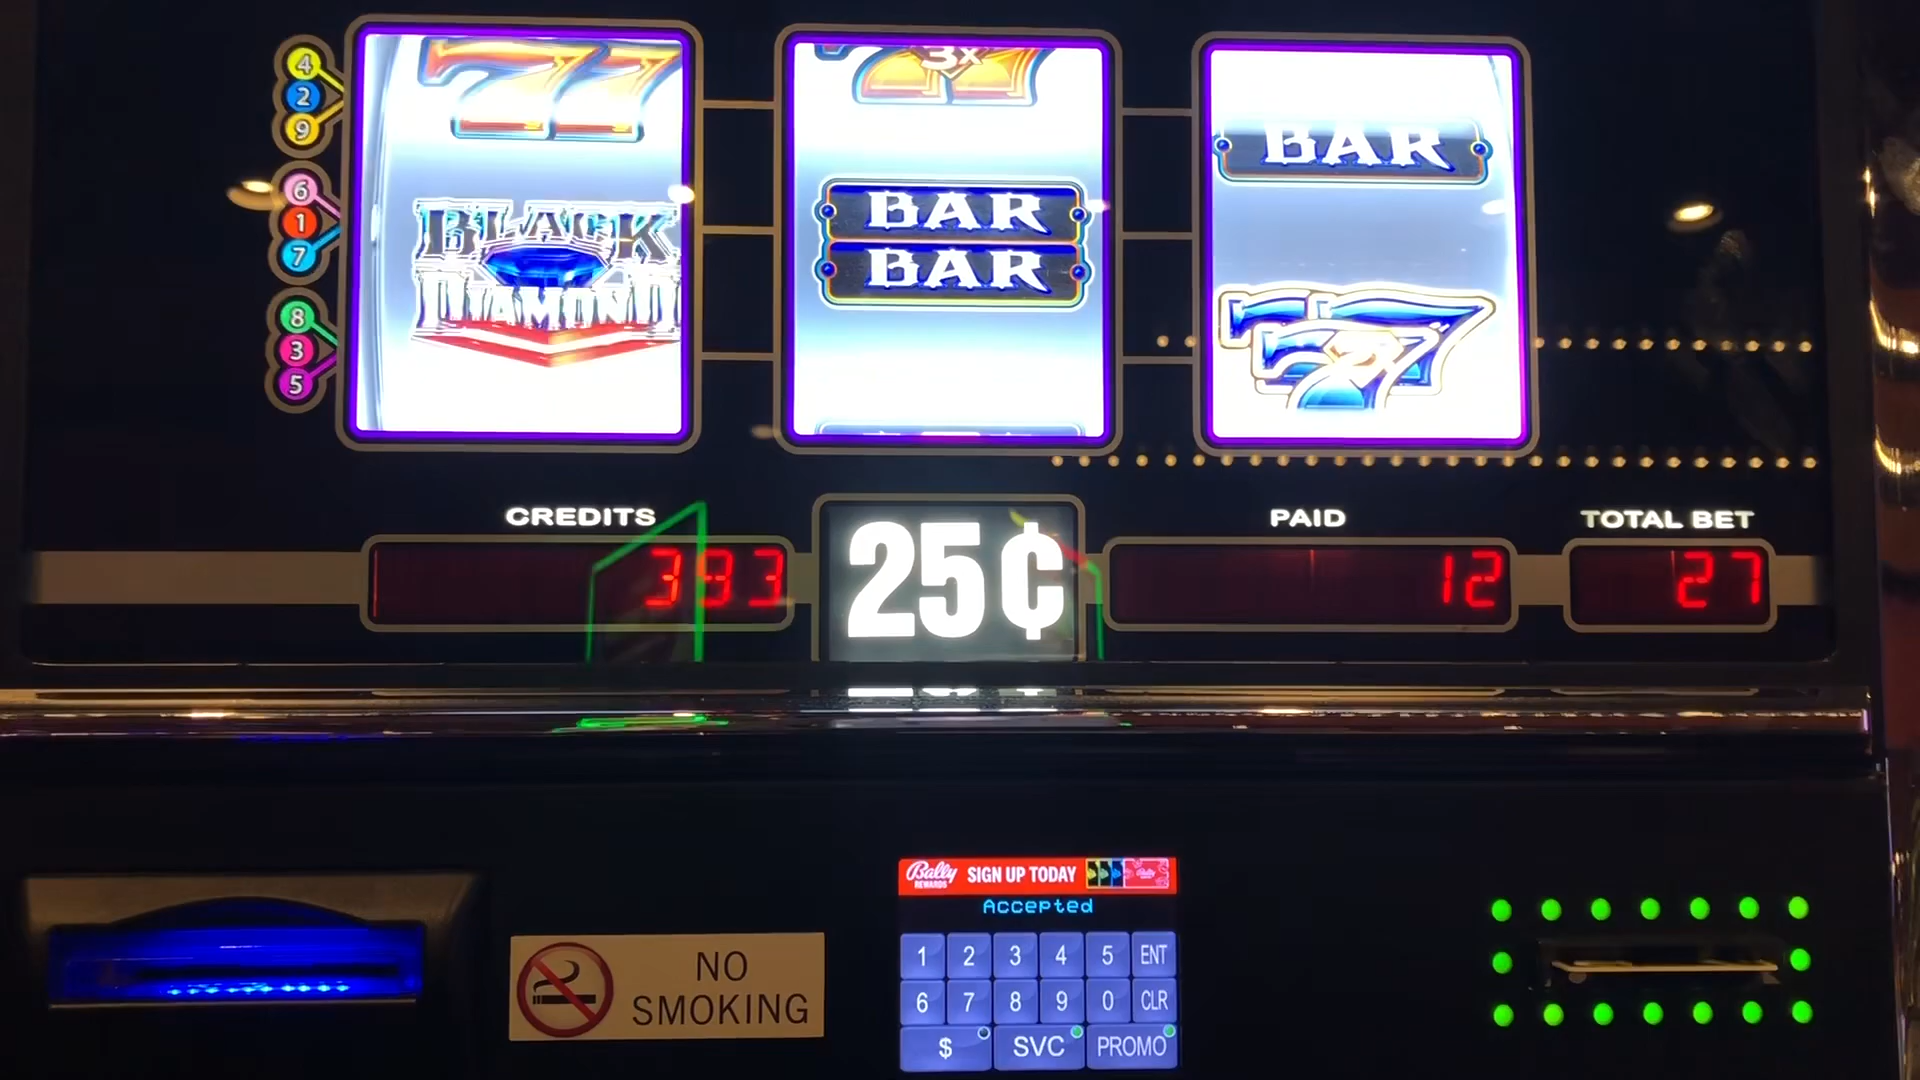 4
2
9
6
1
7
8
3
5
3x
BLACK
DIAMOND
BAR
BAR
BAR
CREDITS
393
25¢
PAID
12
TOTAL BET
27
Bally
REWARDS
SIGN UP TODAY
Accepted
1 2 3 4 5 ENT
6 7 8 9 0 CLR
$ SVC PROMO
NO
SMOKING